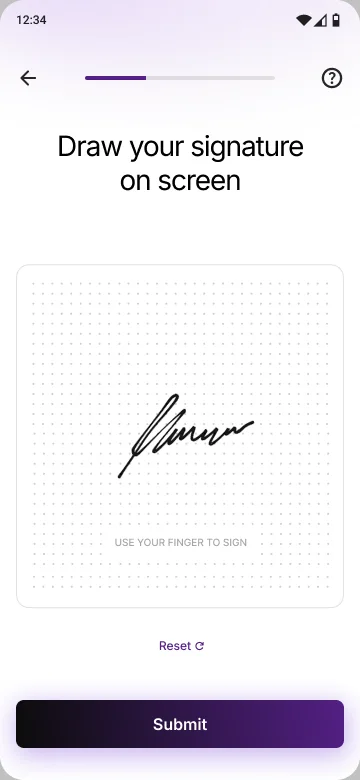 12:34
Draw your signature
on screen
USE YOUR FINGER TO SIGN
Reset
Submit